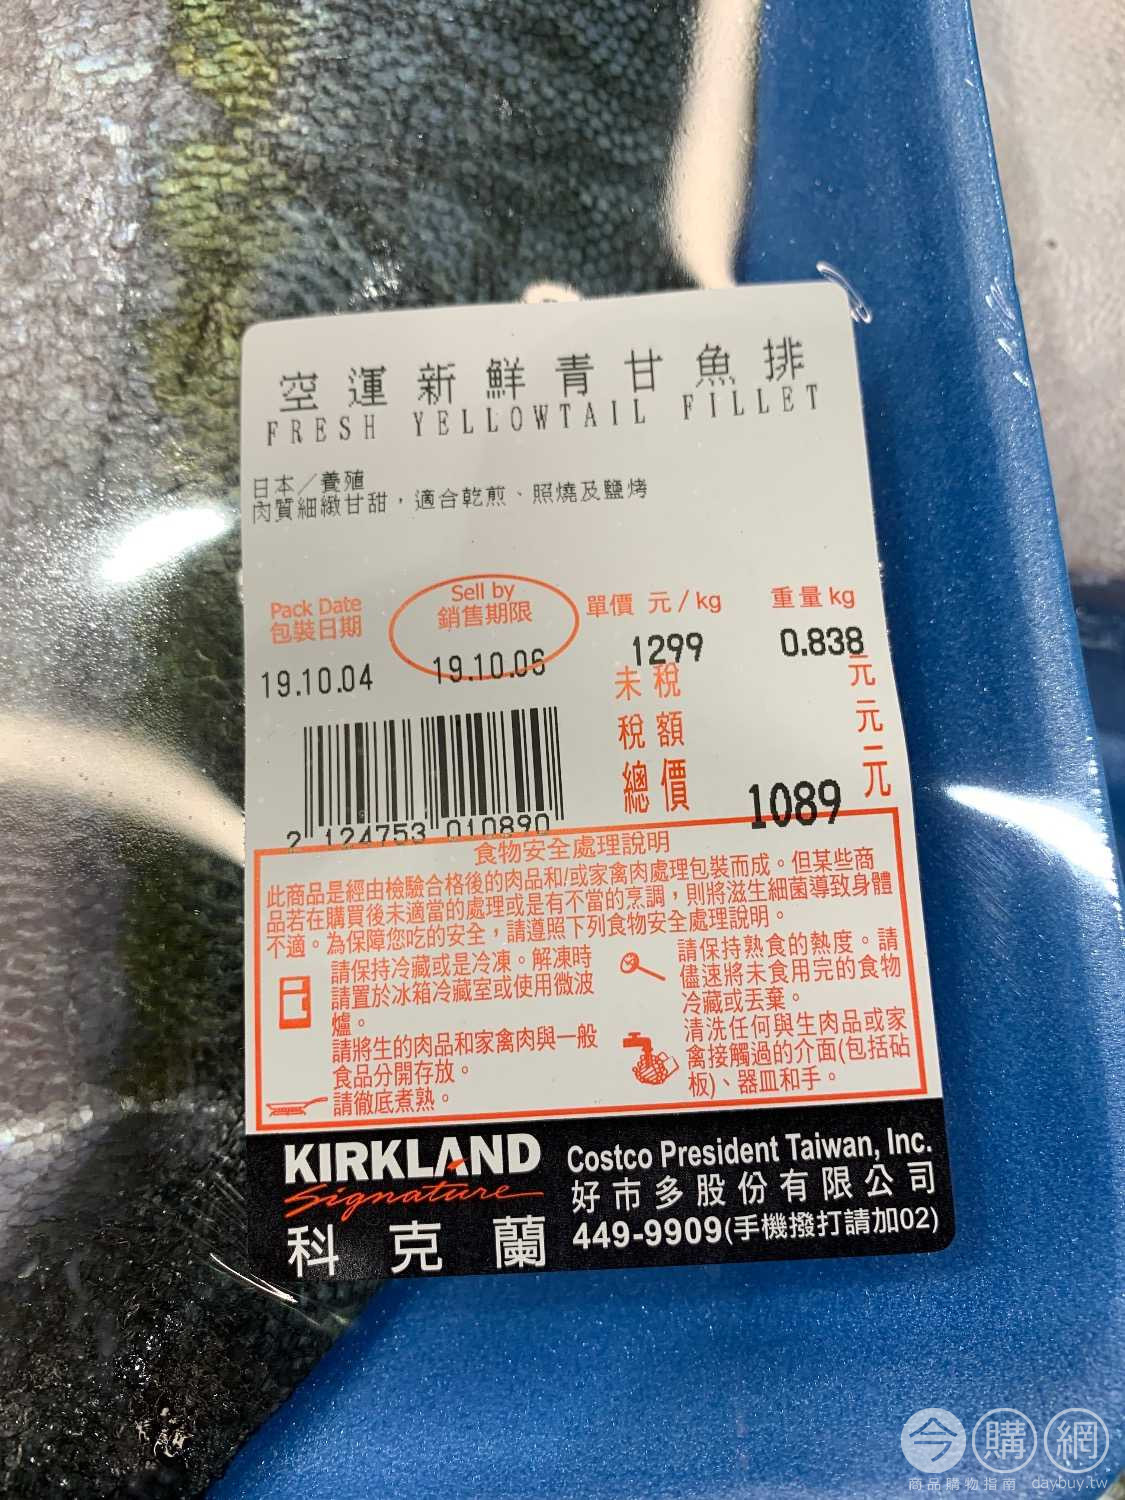 空運新鮮青甘魚排
FRESH YELLOWTAIL FILLET
日本／養殖
肉質細緻甘甜，適合乾煎、照燒及鹽烤
Pack Date
包裝日期
19.10.04
Sell by
銷售期限
19.10.06
單價 元/kg
1299
重量 kg
0.838
未稅 元
稅額 元
總價 1089 元
2 124753 010890
食物安全處理說明
此商品是經由檢驗合格後的肉品和/或家禽肉處理包裝而成。但某些商
品若在購買後未適當的處理或是有不當的烹調，則將滋生細菌導致身體
不適。為保障您吃的安全，請遵照下列食物安全處理說明。
請保持冷藏或是冷凍。解凍時
請置於冰箱冷藏室或使用微波
爐。
請將生的肉品和家禽肉與一般
食品分開存放。
請徹底煮熟。
請保持熟食的熱度。請
儘速將未食用完的食物
冷藏或丟棄。
清洗任何與生肉品或家
禽接觸過的介面(包括砧
板)、器皿和手。
KIRKLAND
Signature
科克蘭
Costco President Taiwan, Inc.
好市多股份有限公司
449-9909(手機撥打請加02)
今購網
商品購物指南 daybuy.tw